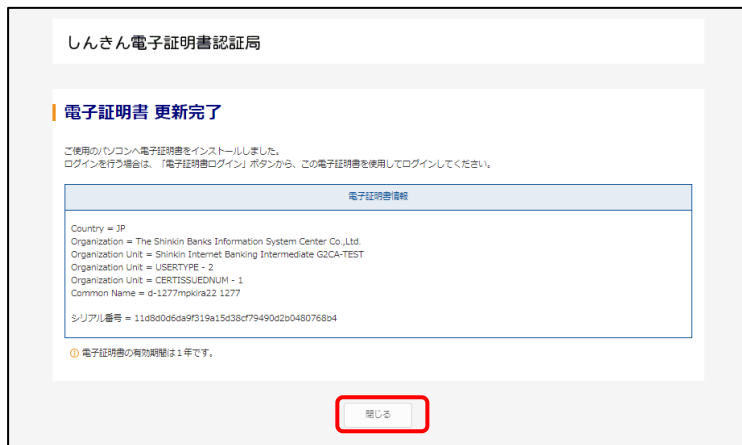 しんきん電子証明書認証局
電子証明書 更新完了
ご使用のパソコンへ電子証明書をインストールしました。
ログインを行う場合は、「電子証明書ログイン」ボタンから、この電子証明書を使用してログインしてください。
電子証明書情報
Country = JP
Organization = The Shinkin Banks Information System Center Co.,Ltd.
Organization Unit = Shinkin Internet Banking Intermediate G2CA-TEST
Organization Unit = USERTYPE - 2
Organization Unit = CERTISSUEDNUM - 1
Common Name = d-1277mpkira22 1277
シリアル番号 = 11d8d0d6da9f319a15d38cf79490d2b0480768b4
電子証明書の有効期間は１年です。
閉じる